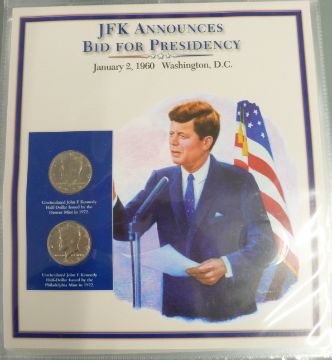 JFK Announces
Bid for Presidency
January 2, 1960 Washington, D.C.
Uncirculated John F. Kennedy
Half-Dollar Issued by the
Denver Mint in 1972
Uncirculated John F. Kennedy
Half-Dollar Issued by the
Philadelphia Mint in 1972